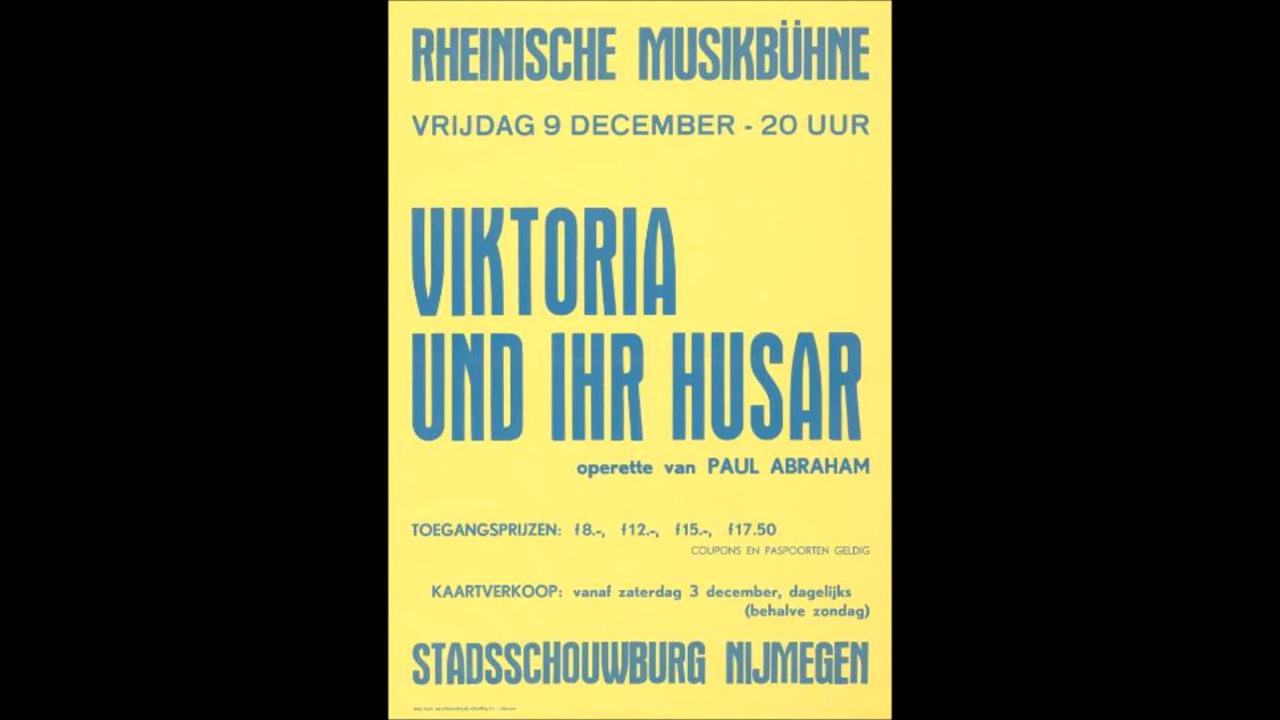 RHEINISCHE MUSIKBÜHNE
VRIJDAG 9 DECEMBER - 20 UUR
VIKTORIA
UND IHR HUSAR
operette van PAUL ABRAHAM
TOEGANGSPRIJZEN: f8.-, f12.-, f15.-, f17.50
COUPONS EN PASPOORTEN GELDIG
KAARTVERKOOP: vanaf zaterdag 3 december, dagelijks
(behalve zondag)
STADSSCHOUWBURG NIJMEGEN